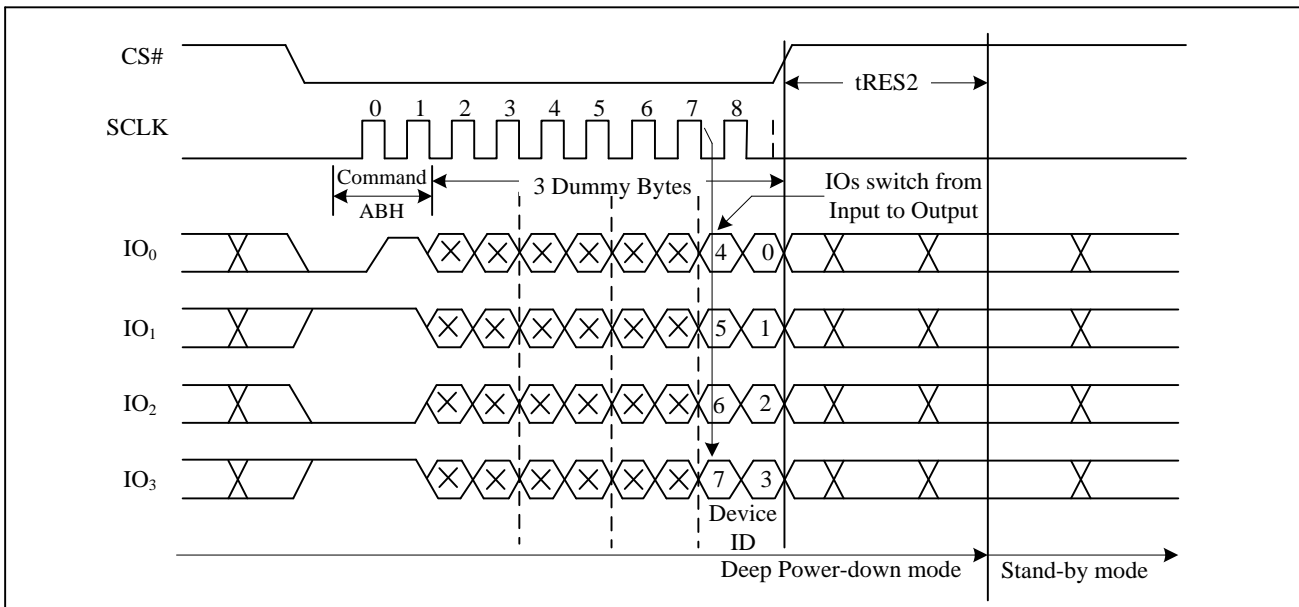 CS#
tRES2
0 1 2 3 4 5 6 7 8
SCLK
Command
ABH
3 Dummy Bytes
IOs switch from
Input to Output
IO0
4 0
IO1
5 1
IO2
6 2
IO3
7 3
Device
ID
Deep Power-down mode
Stand-by mode